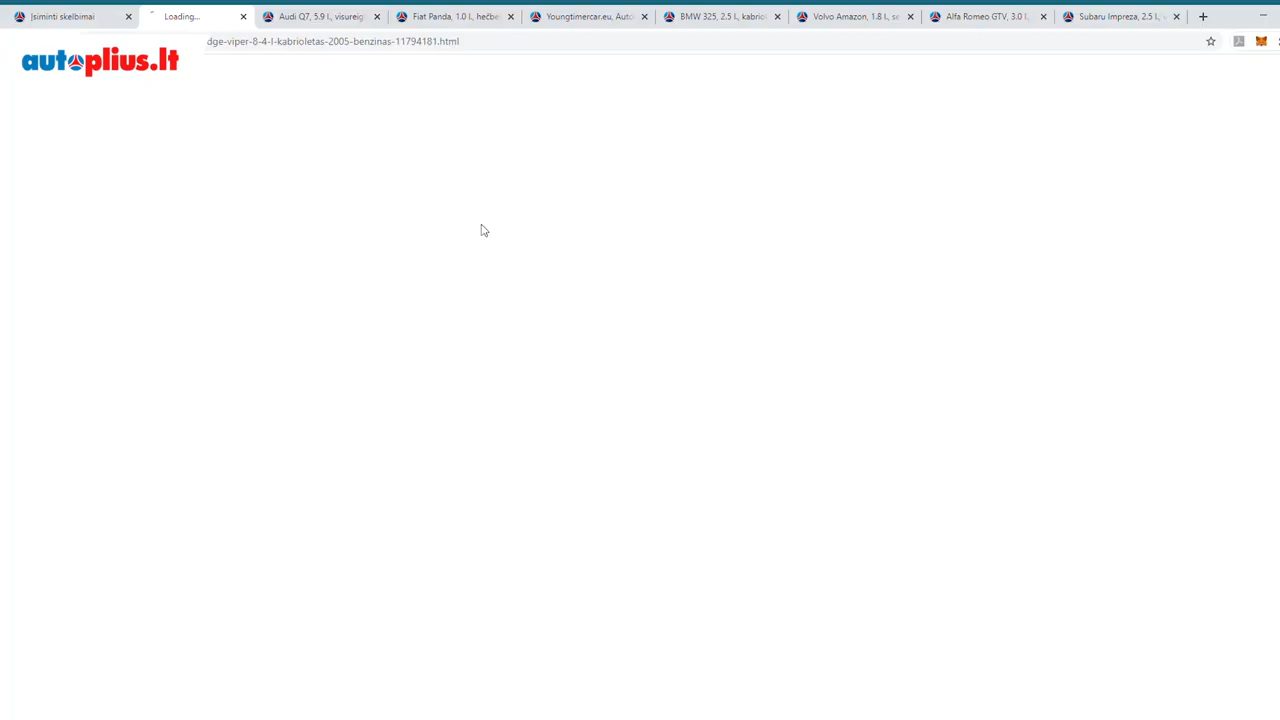 Įsiminti skelbimai
Loading...
Audi Q7, 5.9 l., visureig
Fiat Panda, 1.0 l., hečbe
Youngtimercar.eu, Auto
BMW 325, 2.5 l., kabrio
Volvo Amazon, 1.8 l., se
Alfa Romeo GTV, 3.0 l.,
Subaru Impreza, 2.5 l., v
dge-viper-8-4-l-kabrioletas-2005-benzinas-11794181.html
autoplius.lt